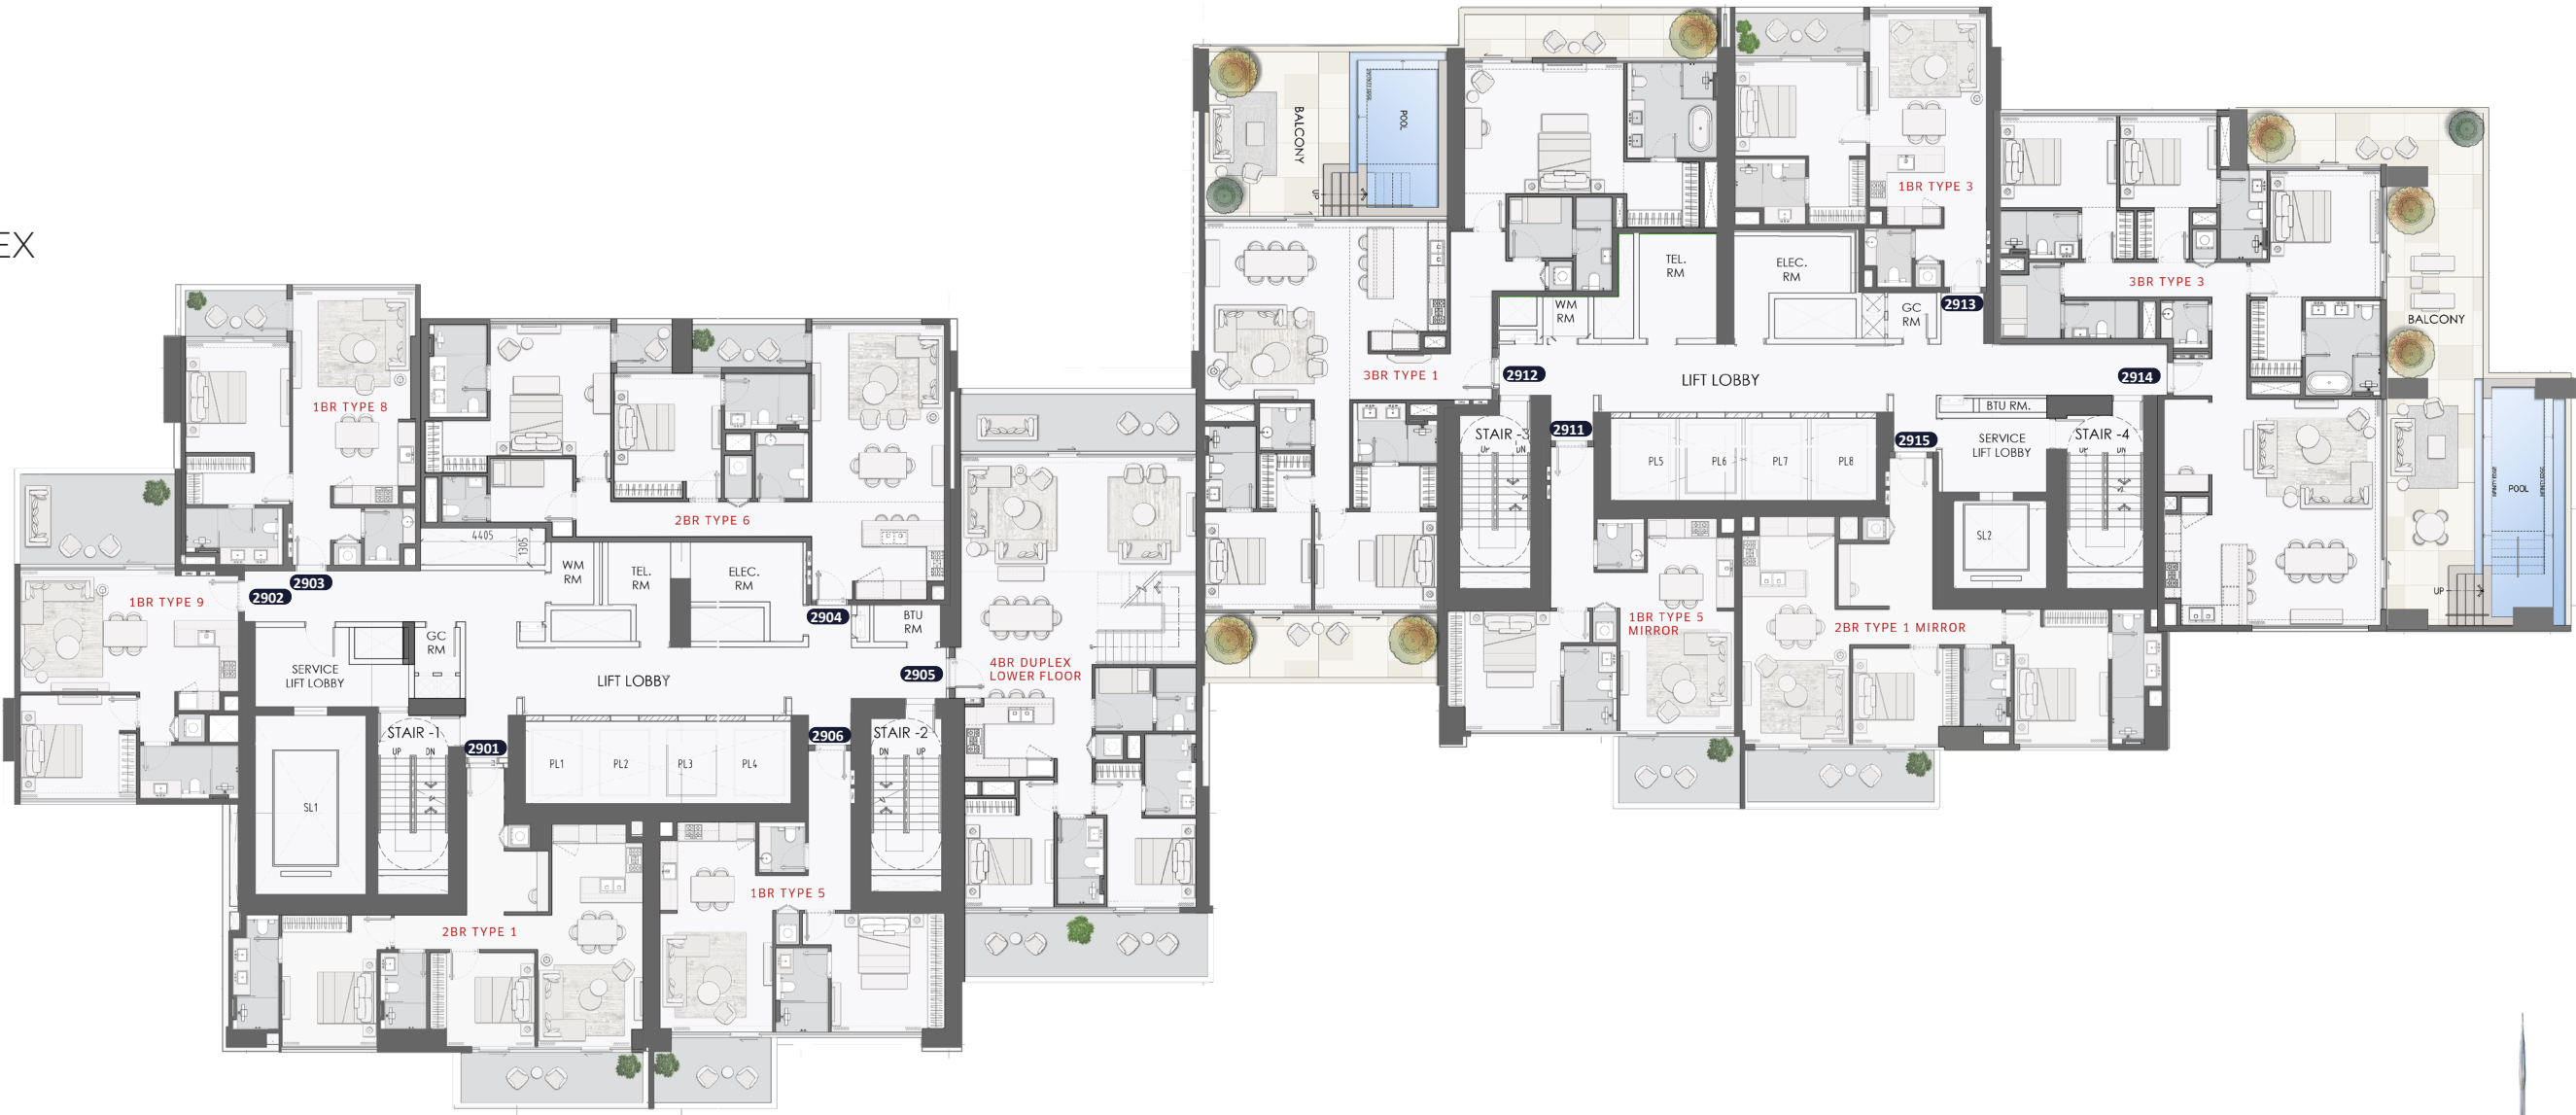 EX
1BR TYPE 8
1BR TYPE 9
2902
2903
2BR TYPE 6
4405
1305
WM
RM
TEL.
RM
ELEC.
RM
2904
BTU
RM
GC
RM
SERVICE
LIFT LOBBY
LIFT LOBBY
2905
4BR DUPLEX
LOWER FLOOR
SL1
STAIR -1
UP
DN
2901
PL1
PL2
PL3
PL4
2906
STAIR -2
DN
UP
2BR TYPE 1
1BR TYPE 5
BALCONY
POOL
UP
3BR TYPE 1
WM
RM
TEL.
RM
ELEC.
RM
1BR TYPE 3
GC
RM
2913
2912
LIFT LOBBY
2914
3BR TYPE 3
BALCONY
STAIR -3
UP
DN
2911
PL5
PL6
PL7
PL8
2915
BTU RM.
SERVICE
LIFT LOBBY
STAIR -4
UP
DN
SL2
POOL
UP
1BR TYPE 5
MIRROR
2BR TYPE 1 MIRROR